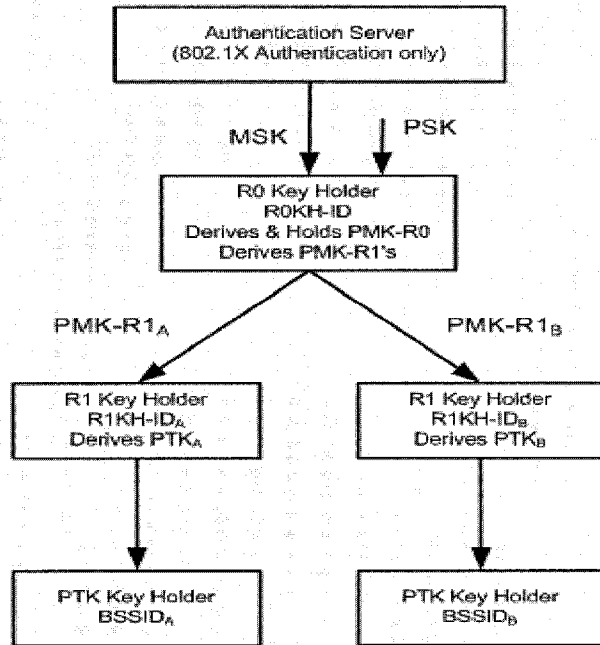 Authentication Server
(802.1X Authentication only)
MSK
PSK
R0 Key Holder
R0KH-ID
Derives & Holds PMK-R0
Derives PMK-R1's
PMK-R1A
PMK-R1B
R1 Key Holder
R1KH-IDA
Derives PTKA
R1 Key Holder
R1KH-IDB
Derives PTKB
PTK Key Holder
BSSIDA
PTK Key Holder
BSSIDB